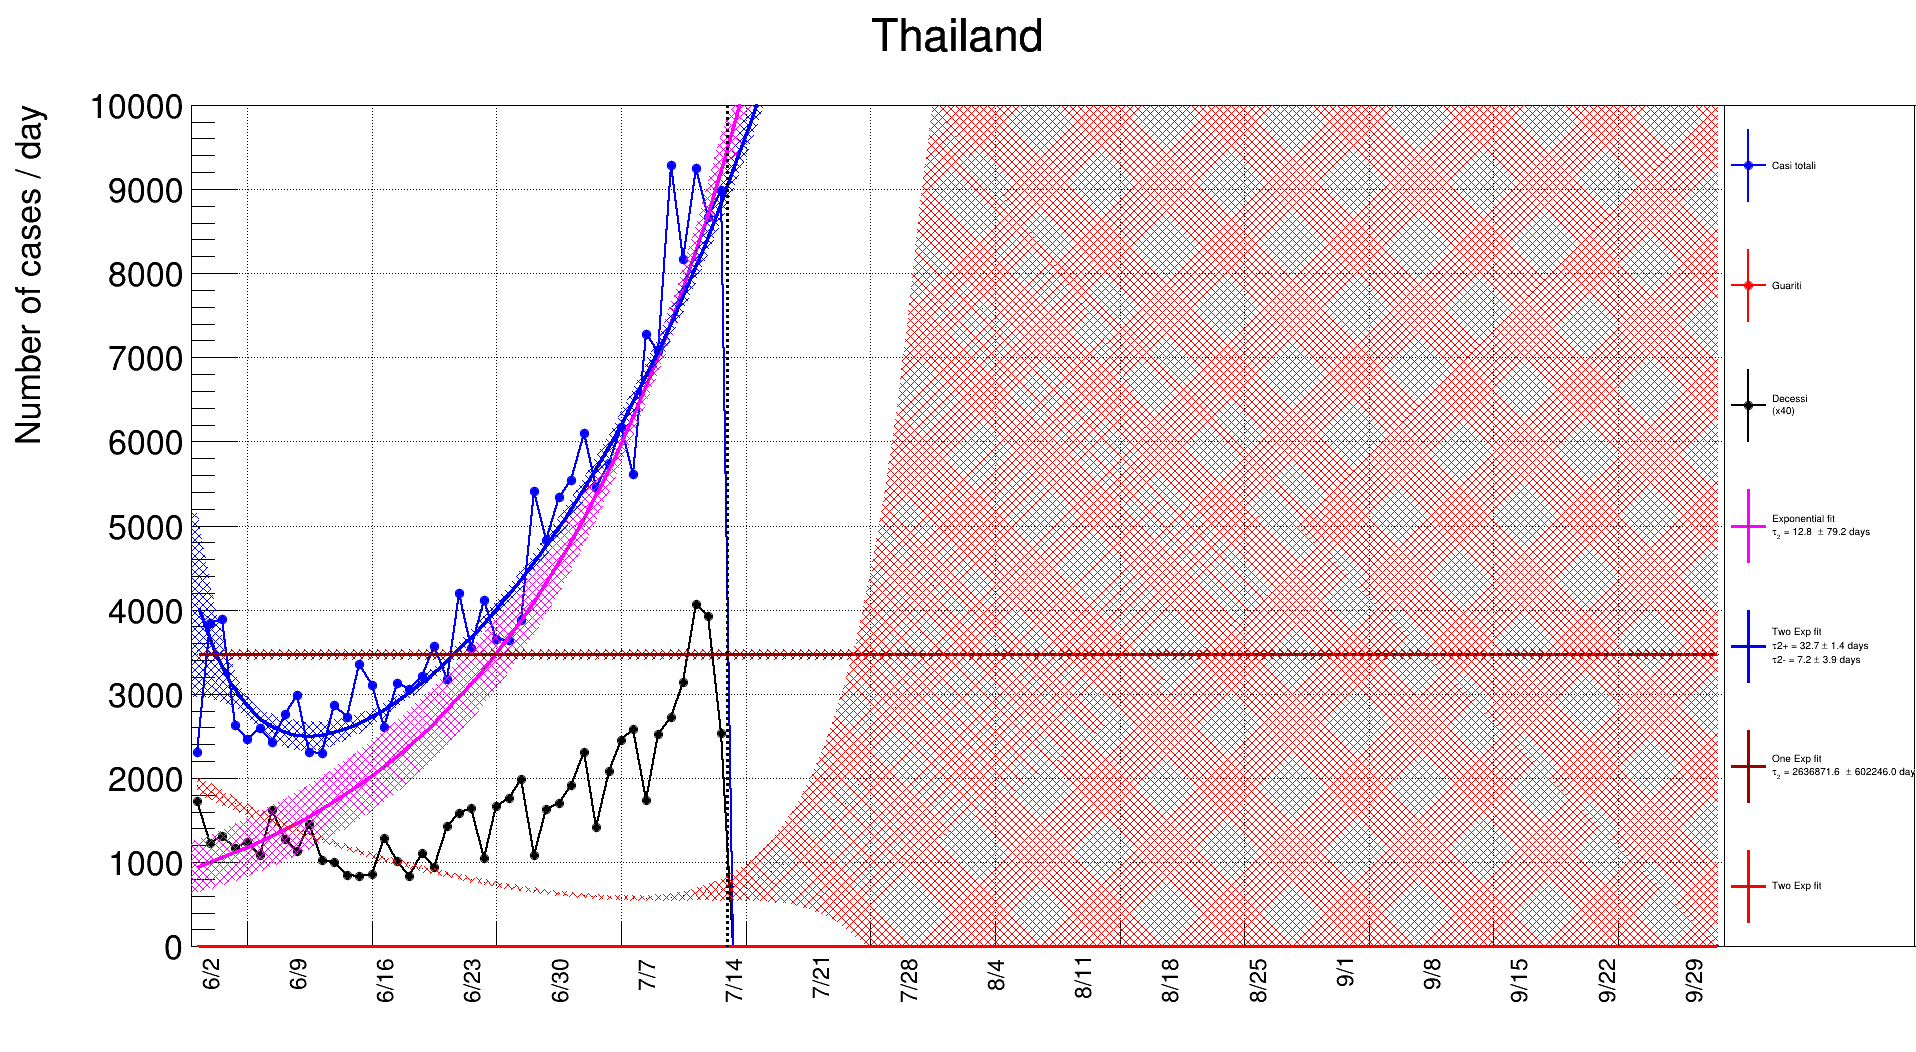 Thailand
Number of cases / day
10000
9000
8000
7000
6000
5000
4000
3000
2000
1000
0
6/2
6/9
6/16
6/23
6/30
7/7
7/14
7/21
7/28
8/4
8/11
8/18
8/25
9/1
9/8
9/15
9/22
9/29
Casi totali
Guariti
Decessi
(x40)
Exponential fit
τ₂ = 12.8 ± 79.2 days
Two Exp fit
τ2+ = 32.7 ± 1.4 days
τ2- = 7.2 ± 3.9 days
One Exp fit
τ₂ = 2636871.6 ± 602246.0 day
Two Exp fit